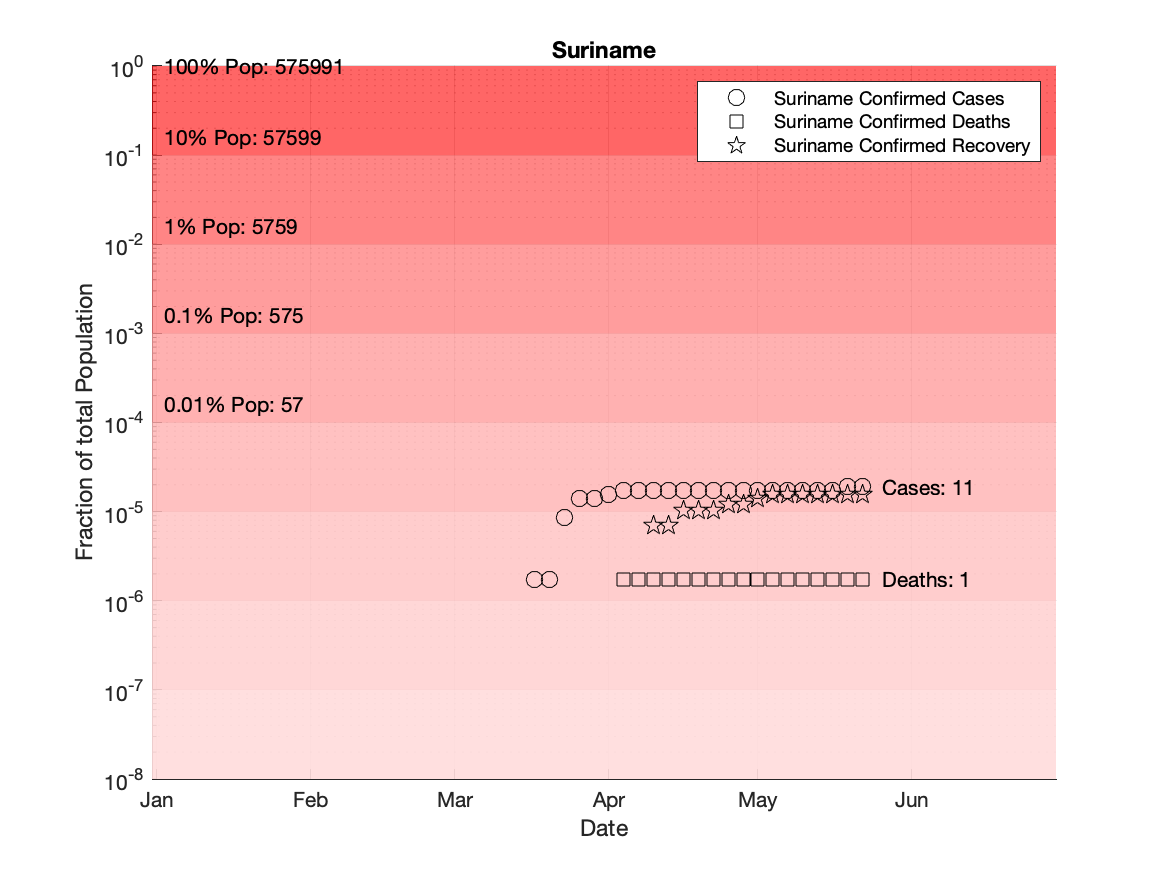 Suriname
10^0
100% Pop: 575991
Suriname Confirmed Cases
Suriname Confirmed Deaths
Suriname Confirmed Recovery
10% Pop: 57599
10^-1
1% Pop: 5759
10^-2
0.1% Pop: 575
10^-3
0.01% Pop: 57
10^-4
Cases: 11
10^-5
Deaths: 1
10^-6
10^-7
10^-8
Fraction of total Population
Jan Feb Mar Apr May Jun
Date